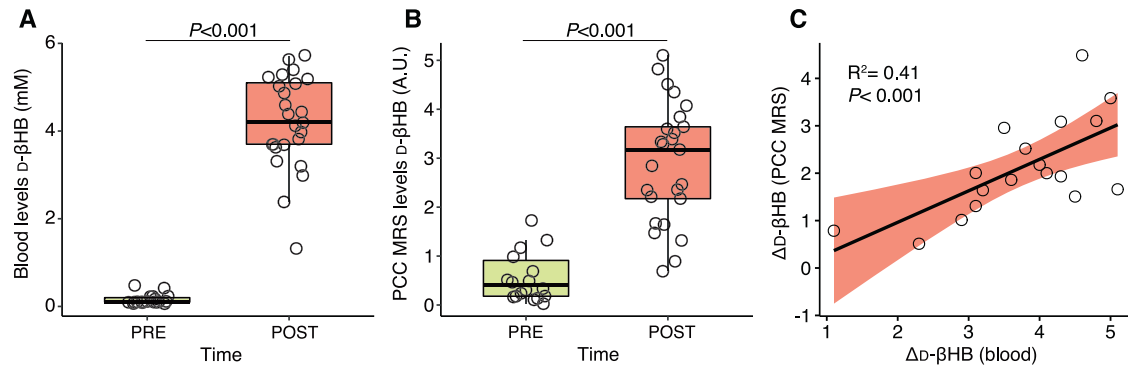 A
P<0.001
Blood levels D-βHB (mM)
6
4
2
0
PRE
POST
Time
B
P<0.001
PCC MRS levels D-βHB (A.U.)
5
4
3
2
1
0
PRE
POST
Time
C
R²= 0.41
P< 0.001
ΔD-βHB (PCC MRS)
4
3
2
1
0
-1
1
2
3
4
5
ΔD-βHB (blood)